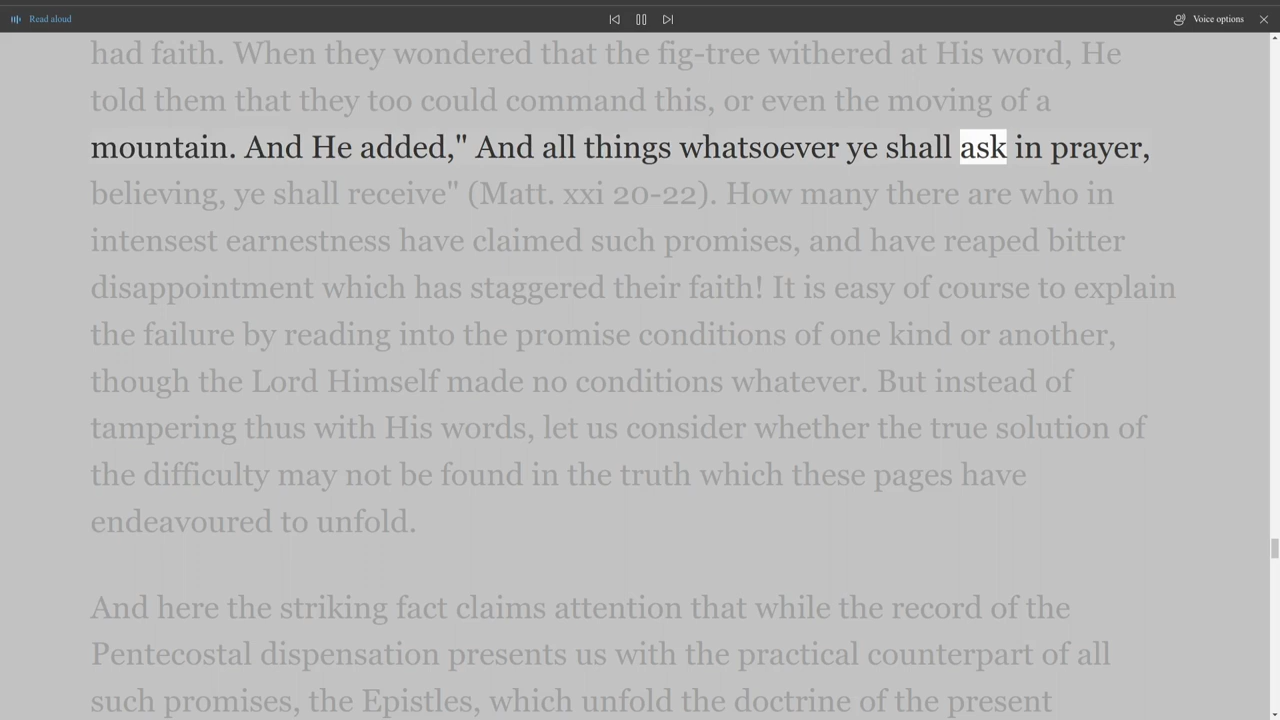 Read aloud
Voice options
had faith. When they wondered that the fig-tree withered at His word, He
told them that they too could command this, or even the moving of a
mountain. And He added," And all things whatsoever ye shall ask in prayer,
believing, ye shall receive" (Matt. xxi 20-22). How many there are who in
intensest earnestness have claimed such promises, and have reaped bitter
disappointment which has staggered their faith! It is easy of course to explain
the failure by reading into the promise conditions of one kind or another,
though the Lord Himself made no conditions whatever. But instead of
tampering thus with His words, let us consider whether the true solution of
the difficulty may not be found in the truth which these pages have
endeavoured to unfold.
And here the striking fact claims attention that while the record of the
Pentecostal dispensation presents us with the practical counterpart of all
such promises, the Epistles, which unfold the doctrine of the present